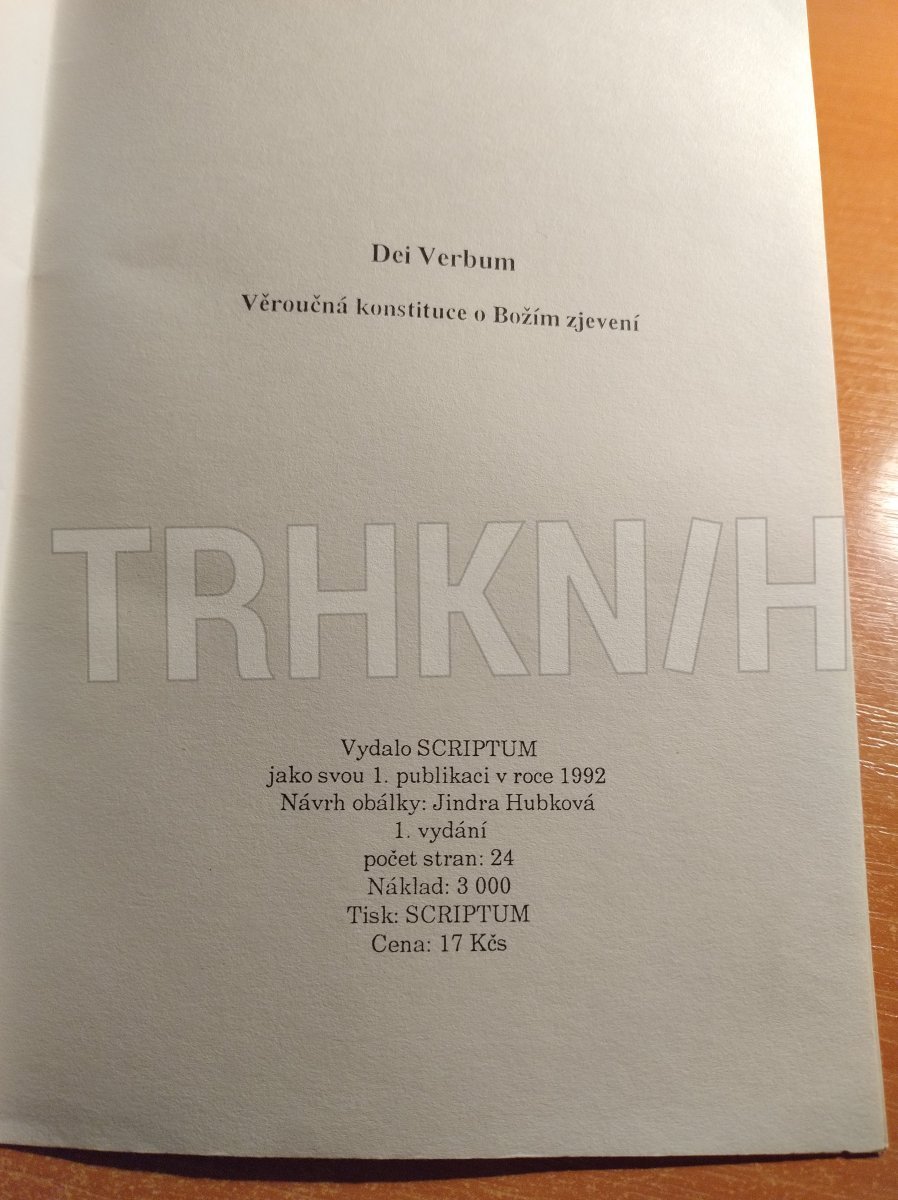 Dei Verbum
Věroučná konstituce o Božím zjevení
TRHKNIH
Vydalo SCRIPTUM
jako svou 1. publikaci v roce 1992
Návrh obálky: Jindra Hubková
1. vydání
počet stran: 24
Náklad: 3 000
Tisk: SCRIPTUM
Cena: 17 Kčs